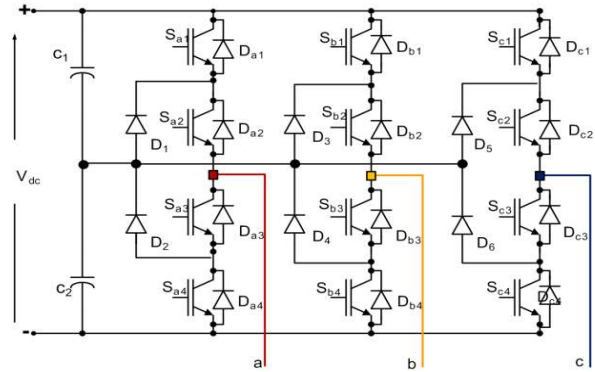 +
Sa1 Da1 Sb1 Db1 Sc1 Dc1
c1
Sa2 Da2 Sb2 Db2 Sc2 Dc2
D1 D3 D5
Vdc
Sa3 Da3 Sb3 Db3 Sc3 Dc3
D2 D4 D6
c2
Sa4 Da4 Sb4 Db4 Sc4 Dc4
-
a b c